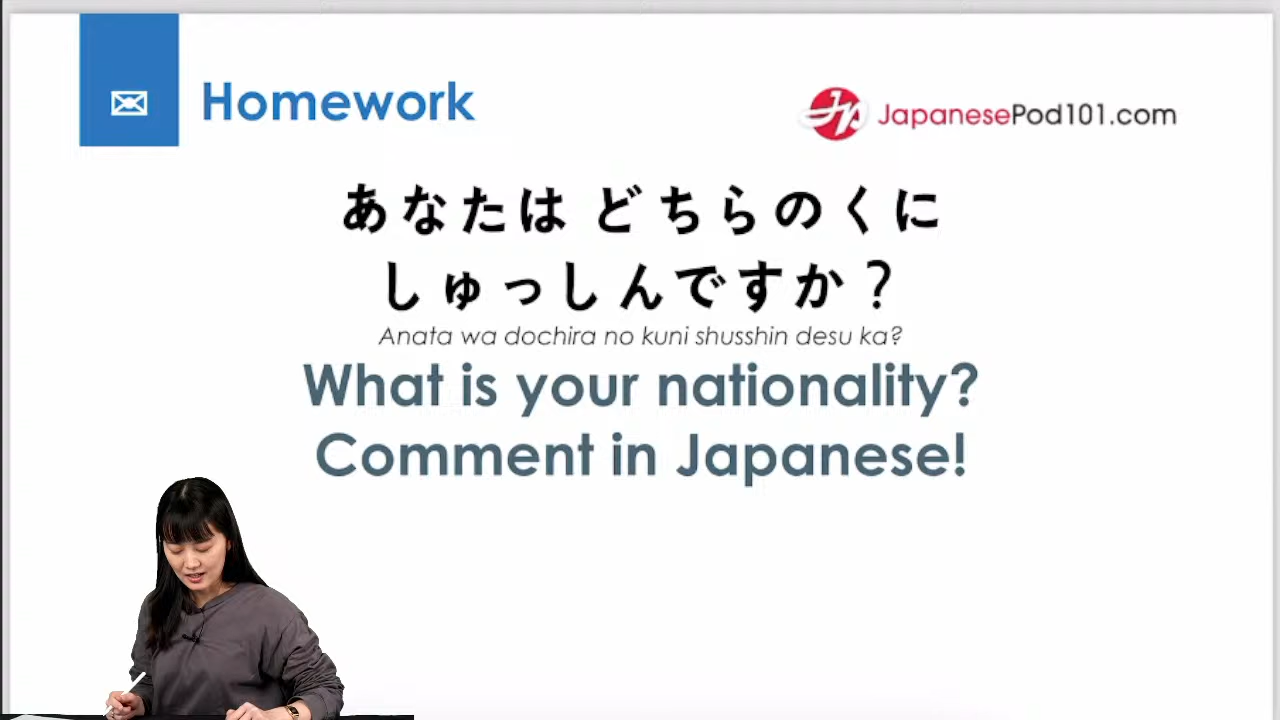 Homework
JapanesePod101.com
あなたは どちらのくに
しゅっしんですか？
Anata wa dochira no kuni shusshin desu ka?
What is your nationality?
Comment in Japanese!